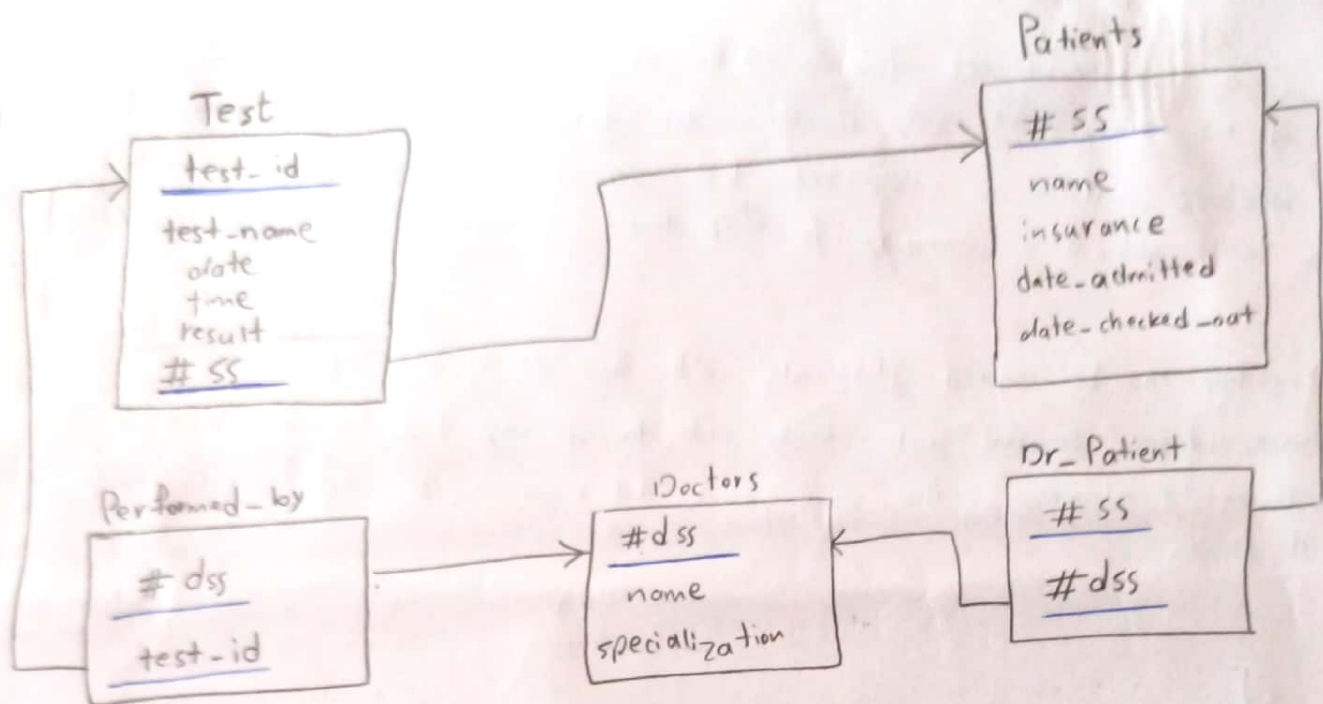 Test
test_id
test_name
date
time
result
# ss
Patients
# ss
name
insurance
date_admitted
date_checked_out
Performed_by
# dss
test_id
Doctors
#dss
name
specialization
Dr_Patient
# ss
#dss